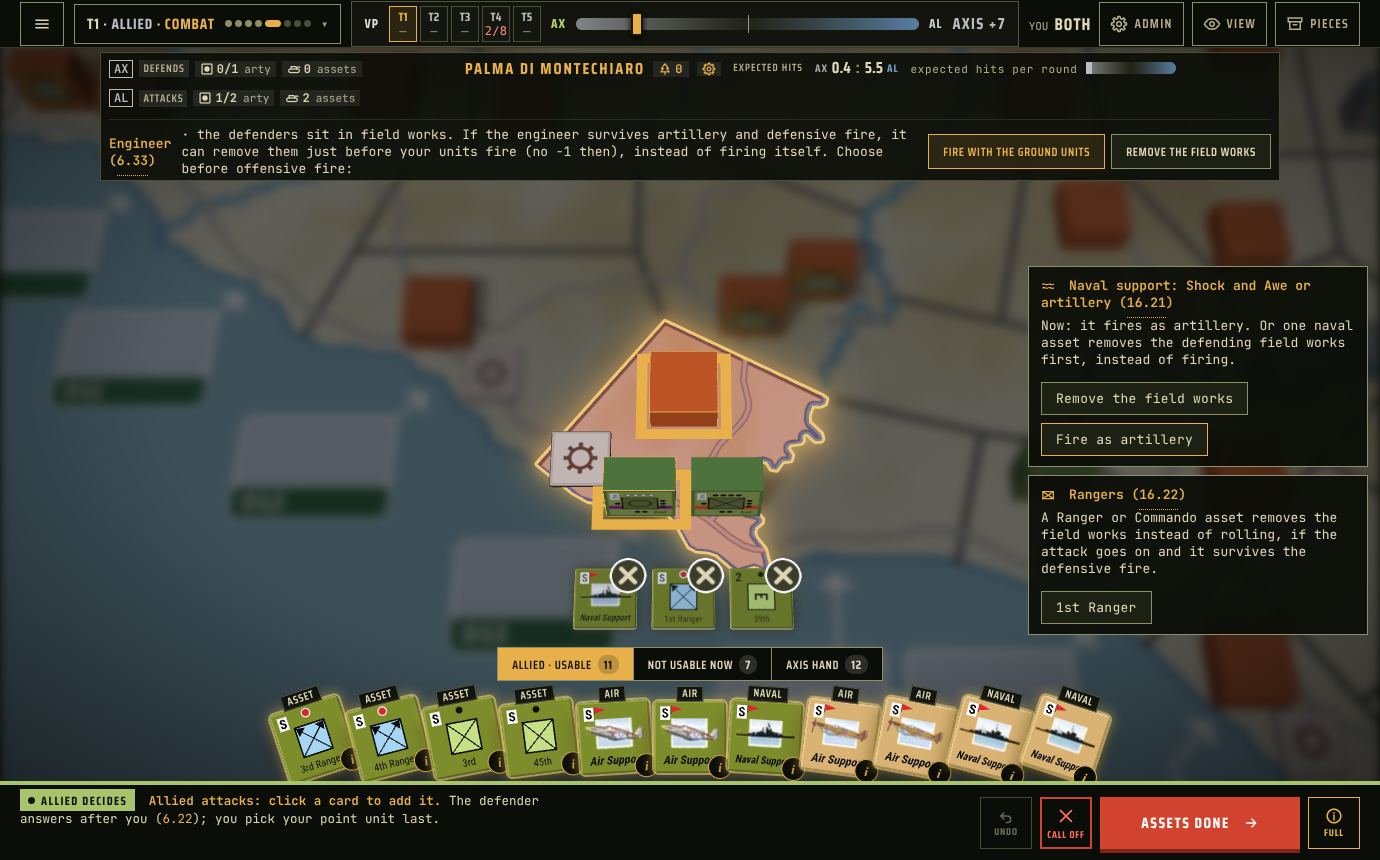 T1 · ALLIED · COMBAT
VP
T1
—
T2
—
T3
—
T4
2/8
T5
—
AX
AL AXIS +7
YOU BOTH
ADMIN
VIEW
PIECES
AX DEFENDS 0/1 arty 0 assets
PALMA DI MONTECHIARO 0
EXPECTED HITS AX 0.4 : 5.5 AL expected hits per round
AL ATTACKS 1/2 arty 2 assets
Engineer
(6.33)
· the defenders sit in field works. If the engineer survives artillery and defensive fire, it
can remove them just before your units fire (no -1 then), instead of firing itself. Choose
before offensive fire:
FIRE WITH THE GROUND UNITS
REMOVE THE FIELD WORKS
Naval support: Shock and Awe or
artillery (16.21)
Now: it fires as artillery. Or one naval
asset removes the defending field works
first, instead of firing.
Remove the field works
Fire as artillery
Rangers (16.22)
A Ranger or Commando asset removes the
field works instead of rolling, if the
attack goes on and it survives the
defensive fire.
1st Ranger
S
Naval Support
S
1st Ranger
2
E
39th
ALLIED · USABLE 11
NOT USABLE NOW 7
AXIS HAND 12
ASSET
S
3rd Range
i
ASSET
S
4th Range
i
ASSET
S
3rd
i
ASSET
S
45th
i
AIR
S
Air Suppo
i
AIR
S
Air Suppo
i
NAVAL
S
Naval Suppo
i
AIR
S
Air Suppo
i
AIR
S
Air Suppo
i
NAVAL
S
Naval Suppo
i
NAVAL
S
Naval Suppo
i
ALLIED DECIDES
Allied attacks: click a card to add it. The defender
answers after you (6.22); you pick your point unit last.
UNDO
CALL OFF
ASSETS DONE →
FULL